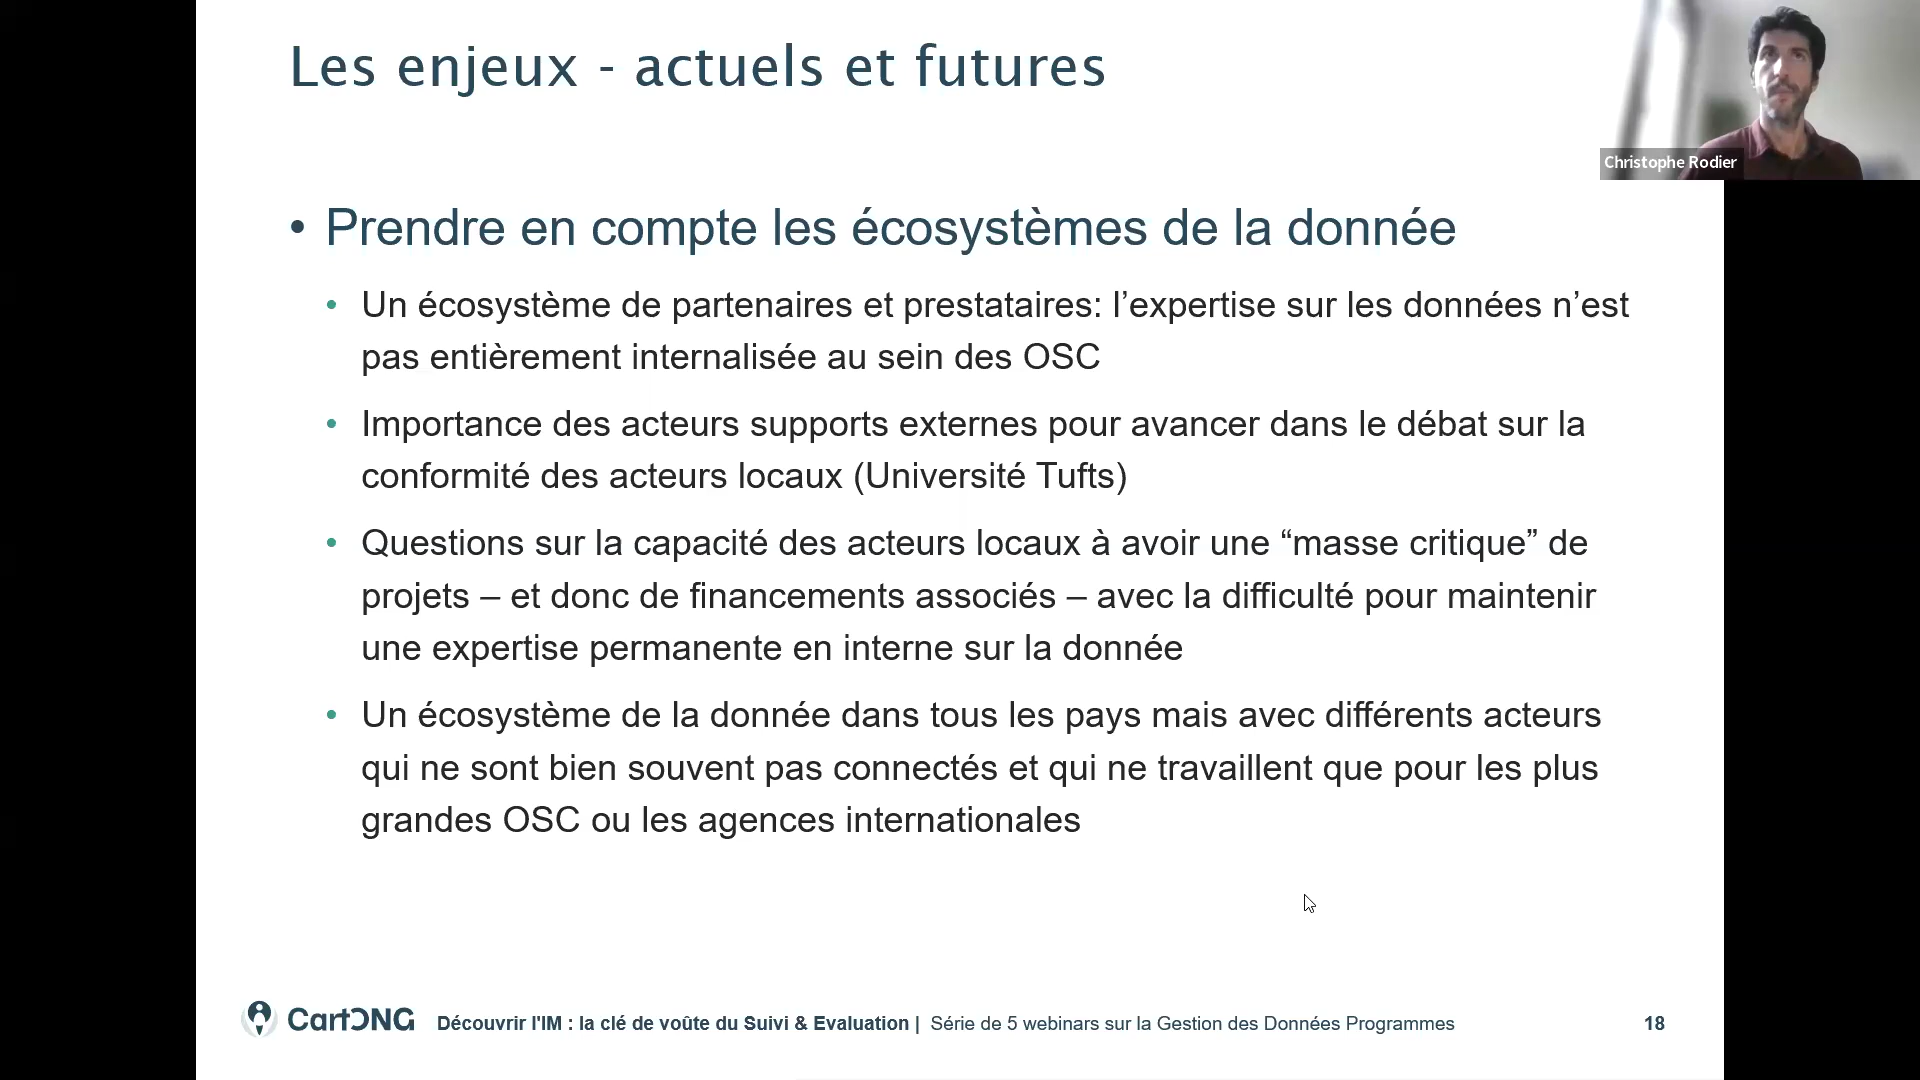 Les enjeux - actuels et futures
Christophe Rodier
• Prendre en compte les écosystèmes de la donnée
• Un écosystème de partenaires et prestataires: l’expertise sur les données n’est
pas entièrement internalisée au sein des OSC
• Importance des acteurs supports externes pour avancer dans le débat sur la
conformité des acteurs locaux (Université Tufts)
• Questions sur la capacité des acteurs locaux à avoir une “masse critique” de
projets – et donc de financements associés – avec la difficulté pour maintenir
une expertise permanente en interne sur la donnée
• Un écosystème de la donnée dans tous les pays mais avec différents acteurs
qui ne sont bien souvent pas connectés et qui ne travaillent que pour les plus
grandes OSC ou les agences internationales
CartONG Découvrir l'IM : la clé de voûte du Suivi & Evaluation | Série de 5 webinars sur la Gestion des Données Programmes 18